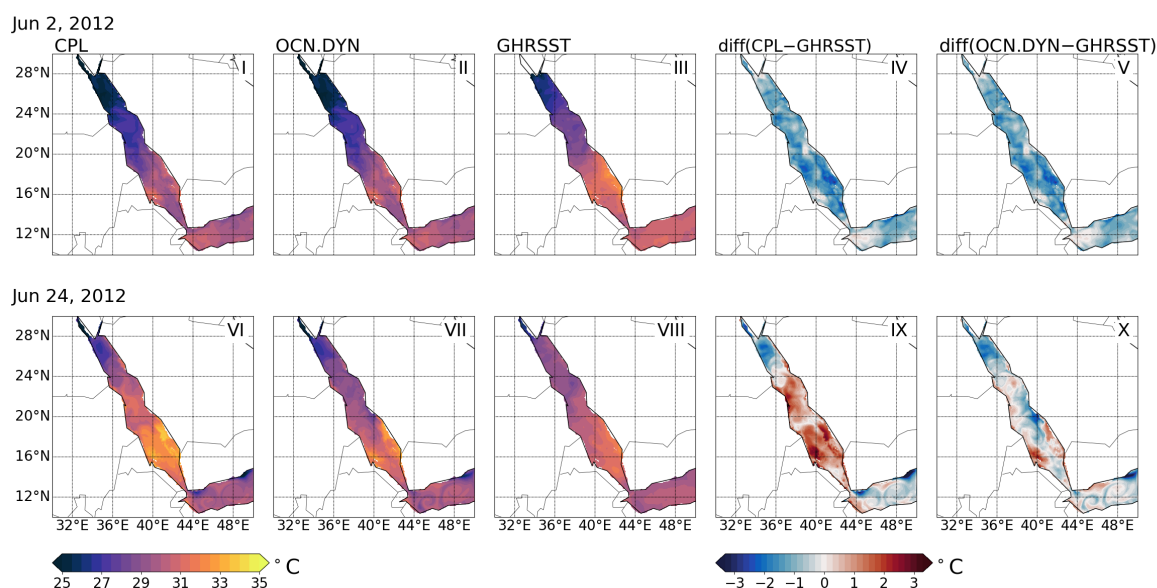 Jun 2, 2012
CPL OCN.DYN GHRSST diff(CPL−GHRSST) diff(OCN.DYN−GHRSST)
I II III IV V
28°N
24°N
20°N
16°N
12°N
Jun 24, 2012
VI VII VIII IX X
28°N
24°N
20°N
16°N
12°N
32°E 36°E 40°E 44°E 48°E 32°E 36°E 40°E 44°E 48°E 32°E 36°E 40°E 44°E 48°E 32°E 36°E 40°E 44°E 48°E 32°E 36°E 40°E 44°E 48°E
° C ° C
25 27 29 31 33 35 −3 −2 −1 0 1 2 3